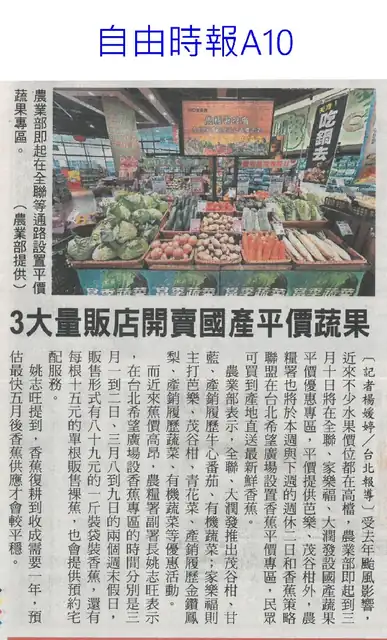 自由時報A10
吃鍋去
農業部即起在全聯等通路設置平價
蔬果專區。　（農業部提供）
3大量販店開賣國產平價蔬果
〔記者楊媛婷／台北報導〕受去年颱風影響，
近來不少水果價位都在高檔，農業部即起到三
月十日將在全聯、家樂福、大潤發設國產蔬果
平價優惠專區，平價提供芭樂、茂谷柑外，農
糧署也將於本週與下週的週休二日和香蕉策略
聯盟在台北希望廣場設置香蕉平價專區，民眾
可買到產地直送最新鮮香蕉。
農業部表示，全聯、大潤發推出茂谷柑、甘
藍、產銷履歷牛心番茄、有機蔬菜等；家樂福則
主打芭樂、茂谷柑、青花菜、產銷履歷金鑽鳳
梨、產銷履歷蔬菜、有機蔬菜等優惠活動。
而近來蕉價高昂，農糧署副署長姚志旺表示
，在台北希望廣場設香蕉專區的時間分別是三
月一到二日、三月八到九日的兩個週末假日，
販售形式有八十九元的一斤袋裝香蕉，還有
每根十五元的單根販售裸蕉，也會提供預約宅
配服務。
姚志旺提到，香蕉復耕到收成需要一年，預
估最快五月後香蕉供應才會較平穩。